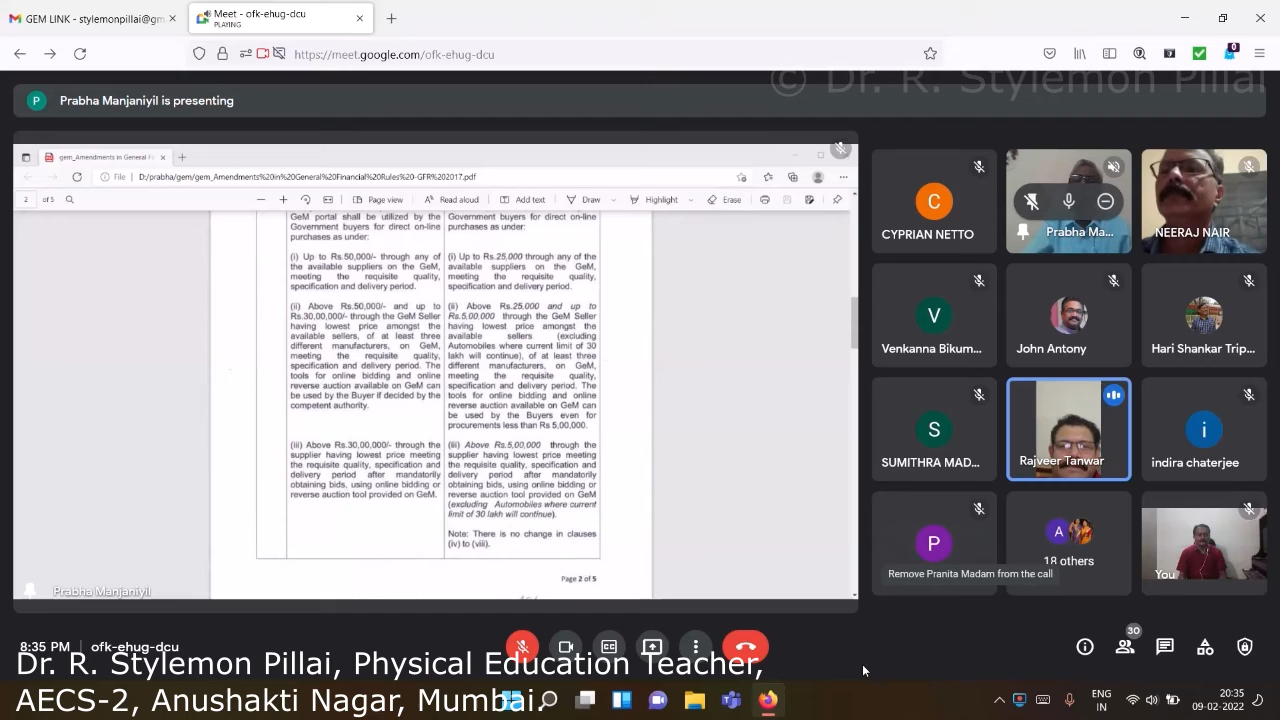 GEM LINK - stylemonpillai@gm
Meet - ofk-ehug-dcu
PLAYING
https://meet.google.com/ofk-ehug-dcu
0
© Dr. R. Stylemon Pillai
P
Prabha Manjaniyil is presenting
gem_Amendments in General Fi
File
D:/prabha/gem/gem_Amendments%20in%20General%20Financial%20Rules%20-GFR%202017.pdf
2
of 5
Page view
Read aloud
Add text
Draw
Highlight
Erase
GeM portal shall be utilized by the
Government buyers for direct on-line
purchases as under:
(i) Up to Rs.50,000/- through any of
the available suppliers on the GeM,
meeting the requisite quality,
specification and delivery period.
(ii) Above Rs.50,000/- and up to
Rs.30,00,000/- through the GeM Seller
having lowest price amongst the
available sellers, of at least three
different manufacturers, on GeM,
meeting the requisite quality,
specification and delivery period. The
tools for online bidding and online
reverse auction available on GeM can
be used by the Buyer if decided by the
competent authority.
(iii) Above Rs.30,00,000/- through the
supplier having lowest price meeting
the requisite quality, specification and
delivery period after mandatorily
obtaining bids, using online bidding or
reverse auction tool provided on GeM.
Government buyers for direct on-line
purchases as under:
(i) Up to Rs.25,000 through any of the
available suppliers on the GeM,
meeting the requisite quality,
specification and delivery period.
(ii) Above Rs.25,000 and up to
Rs.5,00,000 through the GeM Seller
having lowest price amongst the
available sellers (excluding
Automobiles where current limit of 30
lakh will continue), of at least three
different manufacturers, on GeM,
meeting the requisite quality,
specification and delivery period. The
tools for online bidding and online
reverse auction available on GeM can
be used by the Buyers even for
procurements less than Rs 5,00,000.
(iii) Above Rs.5,00,000 through the
supplier having lowest price meeting
the requisite quality, specification and
delivery period after mandatorily
obtaining bids, using online bidding or
reverse auction tool provided on GeM
(excluding Automobiles where current
limit of 30 lakh will continue).
Note: There is no change in clauses
(iv) to (viii).
Page 2 of 5
Prabha Manjaniyil
C
CYPRIAN NETTO
Prabha Ma...
NEERAJ NAIR
V
Venkanna Bikum...
John Antony
Hari Shankar Trip...
S
SUMITHRA MAD...
Rajveer Tanwar
i
indira chaterjee
P
Remove Pranita Madam from the call
A
18 others
You
8:35 PM
ofk-ehug-dcu
30
Dr. R. Stylemon Pillai, Physical Education Teacher,
AECS-2, Anushakti Nagar, Mumbai.
ENG
IN
20:35
09-02-2022